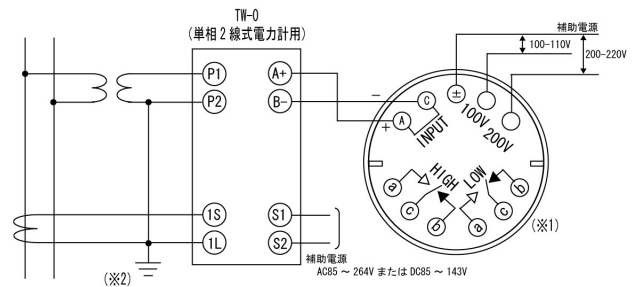 TW-0
(単相2線式電力計用)
補助電源
100-110V
200-220V
P1
A+
P2
B-
−
+
C
A
±
INPUT
100V
200V
HIGH
LOW
a
c
b
a
c
b
(※1)
1S
S1
1L
S2
補助電源
AC85 ~ 264V または DC85 ~ 143V
(※2)